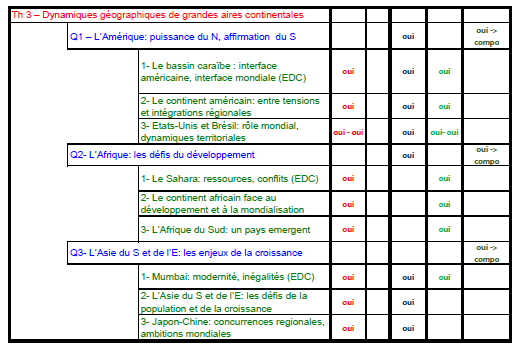 Th 3 – Dynamiques géographiques de grandes aires continentales
Q1 – L'Amérique: puissance du N, affirmation du S oui oui -> compo
1- Le bassin caraïbe : interface
américaine, interface mondiale (EDC) oui oui oui
2- Le continent américain: entre tensions
et intégrations régionales oui oui oui
3- Etats-Unis et Brésil: rôle mondial,
dynamiques territoriales oui - oui oui oui- oui
Q2- L'Afrique: les défis du développement oui oui -> compo
1- Le Sahara: ressources, conflits (EDC) oui oui
2- Le continent africain face au
développement et à la mondialisation oui oui
3- L'Afrique du Sud: un pays emergent oui oui
Q3- L'Asie du S et de l'E: les enjeux de la croissance oui -> compo
1- Mumbai: modernité, inégalités (EDC) oui oui oui
2- L'Asie du S et de l'E: les défis de la
population et de la croissance oui oui
3- Japon-Chine: concurrences regionales,
ambitions mondiales oui oui